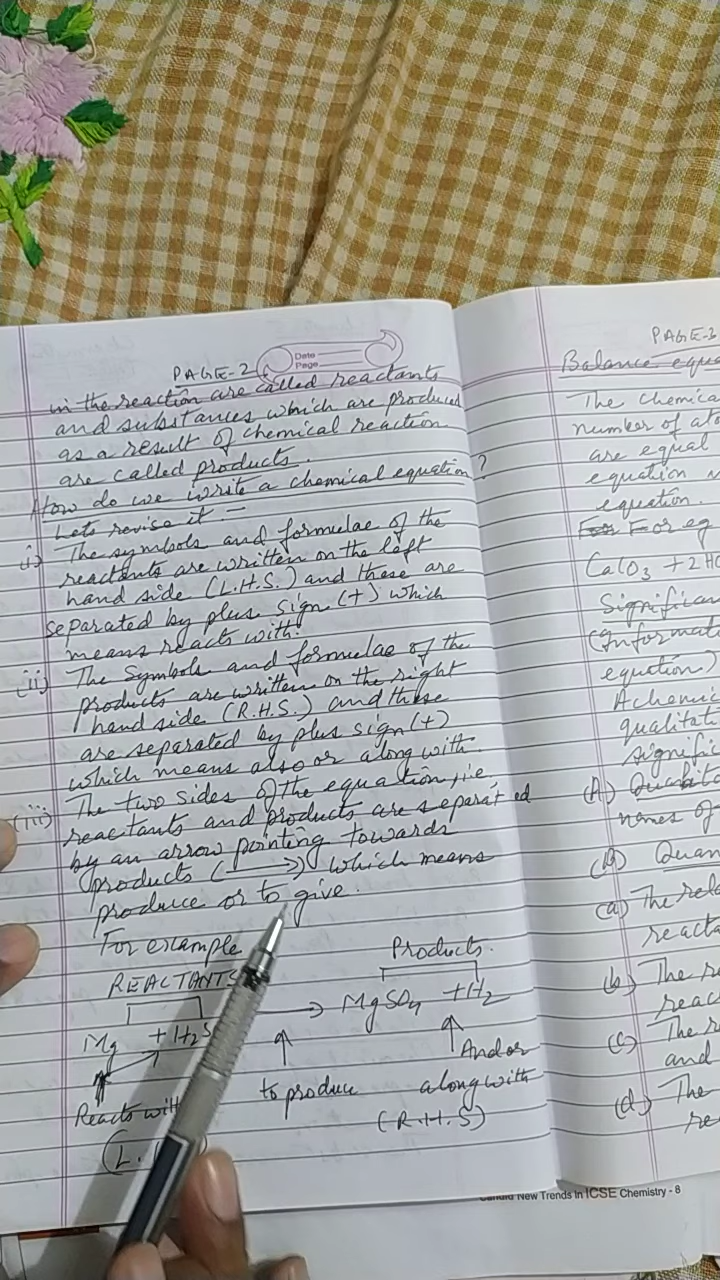 PAGE-2
Date
Page
in the reaction are called reactants
and substances which are produced
as a result of chemical reaction
are called products.
How do we write a chemical equation?
Lets revise it –
(i) The symbols and formulae of the
reactants are written on the left
hand side (L.H.S.) and these are
separated by plus sign (+) which
means reacts with.
(ii) The symbols and formulae of the
products are written on the right
hand side (R.H.S.) and these
are separated by plus sign (+)
which means also or along with.
(iii) The two sides of the equation, i.e.
reactants and products are separated
by an arrow pointing towards
products (⟶) which means
produce or to give.
For example
REACTANTS
Products.
Mg + H2S ⟶ MgSO4 + H2
Reacts with
to produce
And or
along with
(R.H.S)
(L.
PAGE-3
Balance equa
The chemica
number of ato
are equal
equation
equation.
For eg
CaCO3 + 2HC
Significan
(Informat
equation)
A chemi
qualitati
signific
(A)
names of
(B) Quan
(a) The rel
reacta
(b) The r
reac
(c) The r
and
(d) The
re
New Trends in ICSE Chemistry - 8